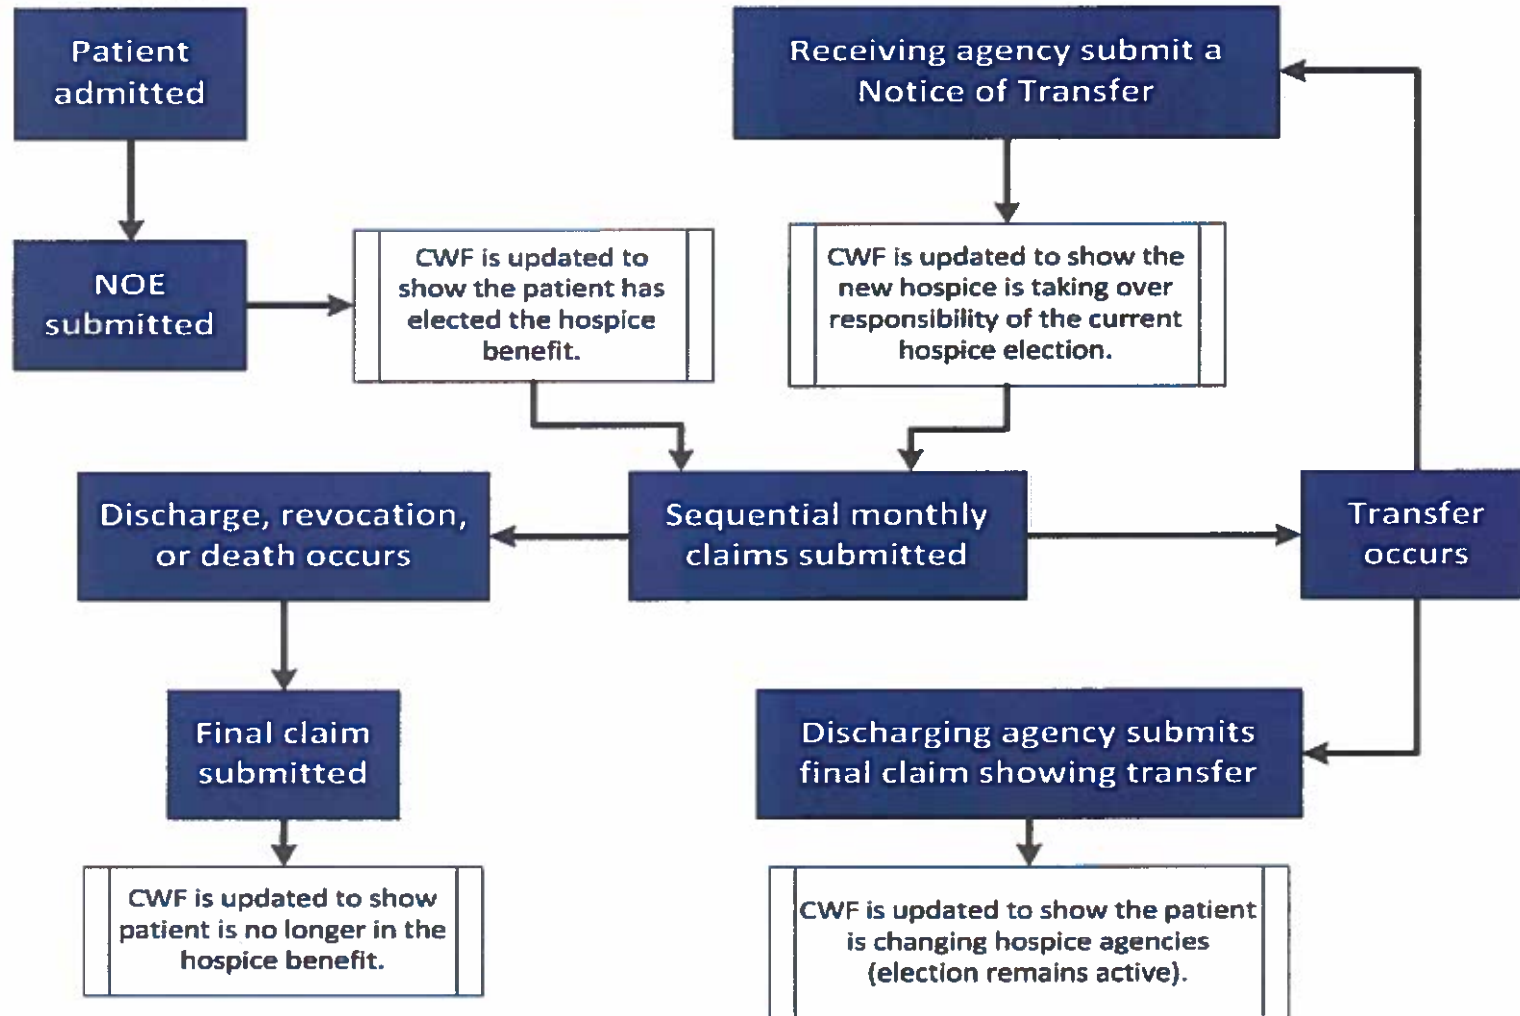 Patient
admitted
Receiving agency submit a
Notice of Transfer
NOE
submitted
CWF is updated to
show the patient has
elected the hospice
benefit.
CWF is updated to show the
new hospice is taking over
responsibility of the current
hospice election.
Discharge, revocation,
or death occurs
Sequential monthly
claims submitted
Transfer
occurs
Final claim
submitted
Discharging agency submits
final claim showing transfer
CWF is updated to show
patient is no longer in the
hospice benefit.
CWF is updated to show the patient
is changing hospice agencies
(election remains active).